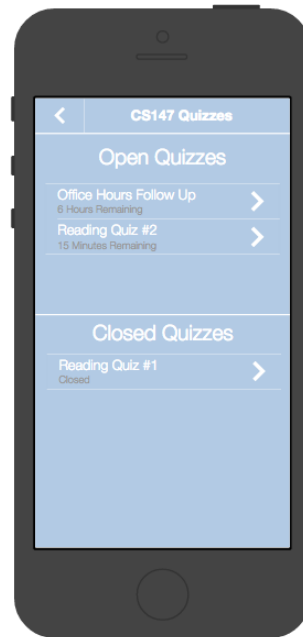 CS147 Quizzes
Open Quizzes
Office Hours Follow Up
6 Hours Remaining
Reading Quiz #2
15 Minutes Remaining
Closed Quizzes
Reading Quiz #1
Closed